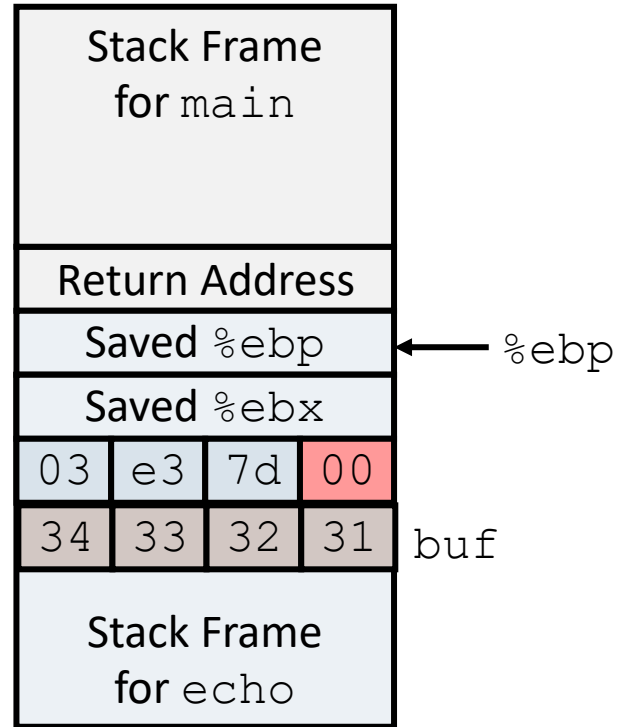 Stack Frame
for main
Return Address
Saved %ebp
%ebp
Saved %ebx
03 e3 7d 00
34 33 32 31 buf
Stack Frame
for echo